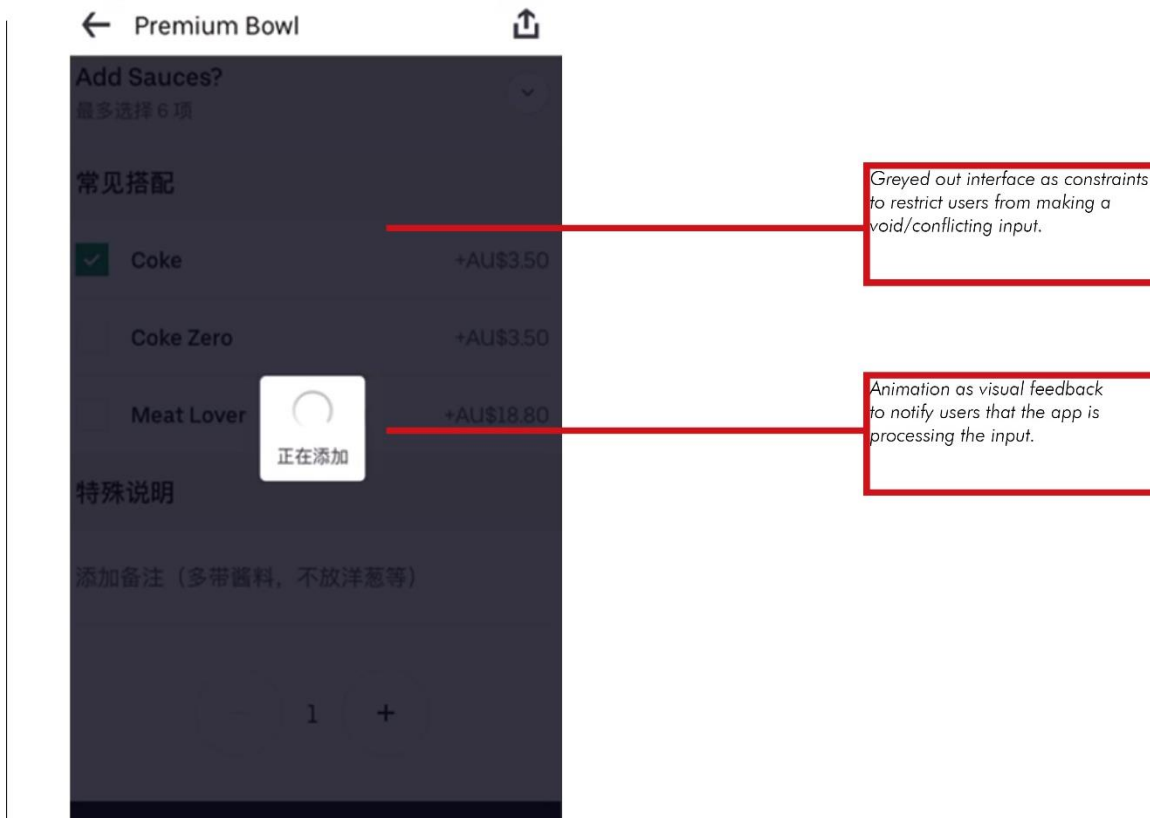 Premium Bowl
Add Sauces?
最多选择 6 项
常见搭配
Coke +AU$3.50
Coke Zero +AU$3.50
Meat Lover +AU$18.80
正在添加
特殊说明
添加备注（多带酱料，不放洋葱等）
1
Greyed out interface as constraints
to restrict users from making a
void/conflicting input.
Animation as visual feedback
to notify users that the app is
processing the input.